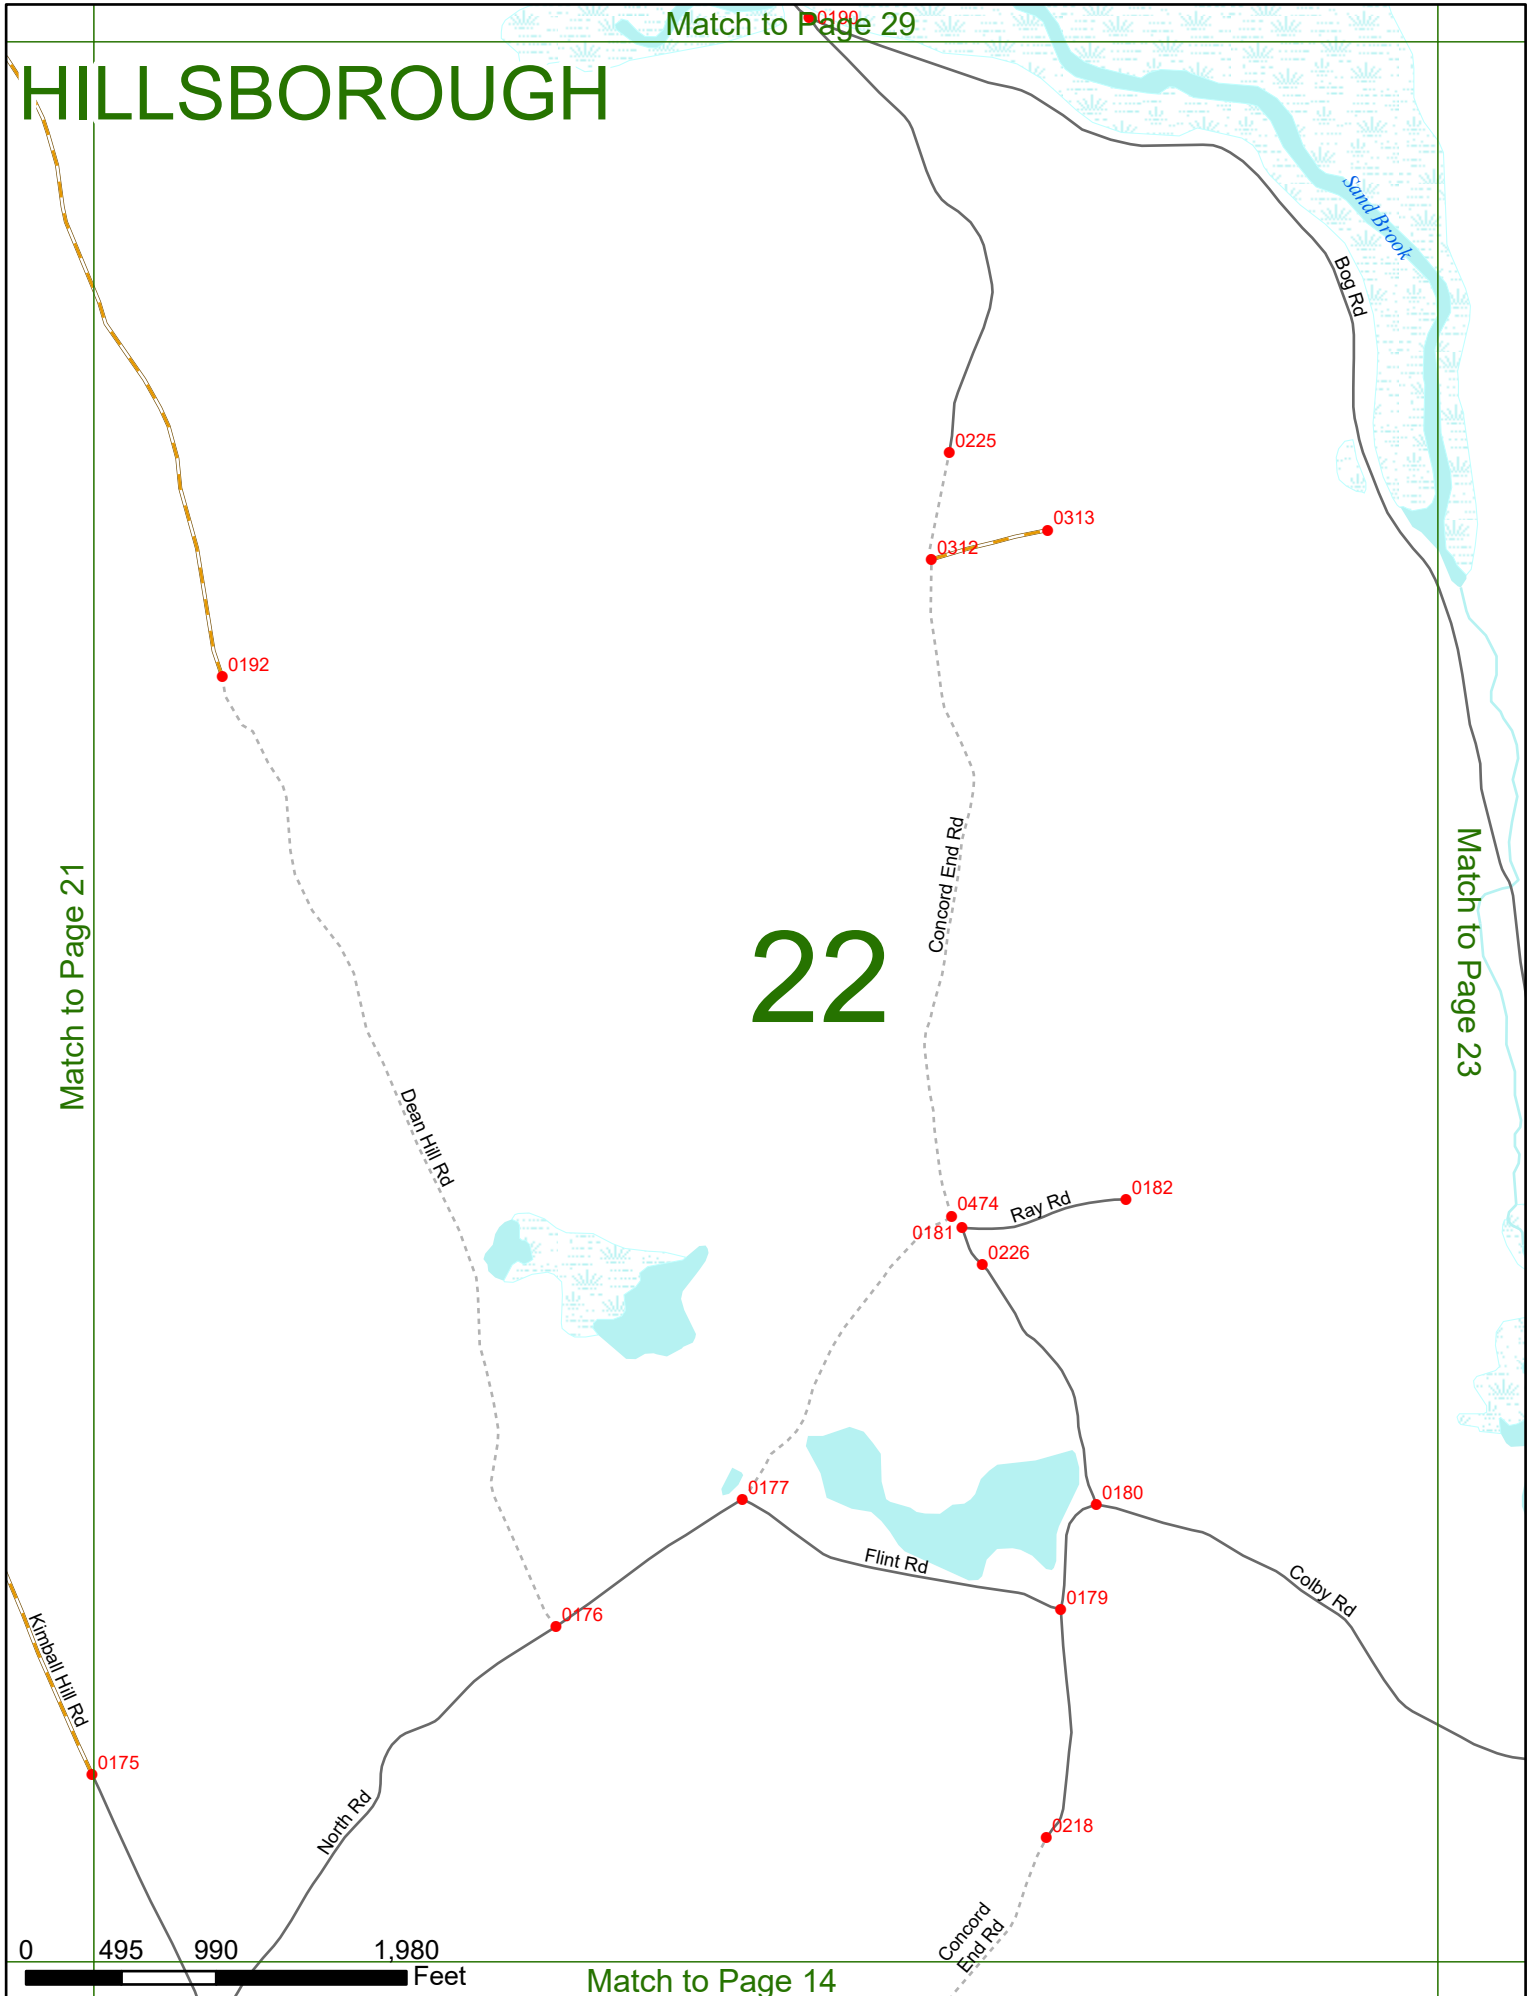 0190
Match to Page 29
HILLSBOROUGH
Sand Brook
Bog Rd
0225
0313
0312
0192
Concord End Rd
Match to Page 21
22
Match to Page 23
Dean Hill Rd
0182
Ray Rd
0474
0181
0226
0177
0180
Flint Rd
Colby Rd
0179
0176
Kimball Hill Rd
0175
North Rd
0218
Concord
End Rd
0 495 990 1,980
Feet
Match to Page 14